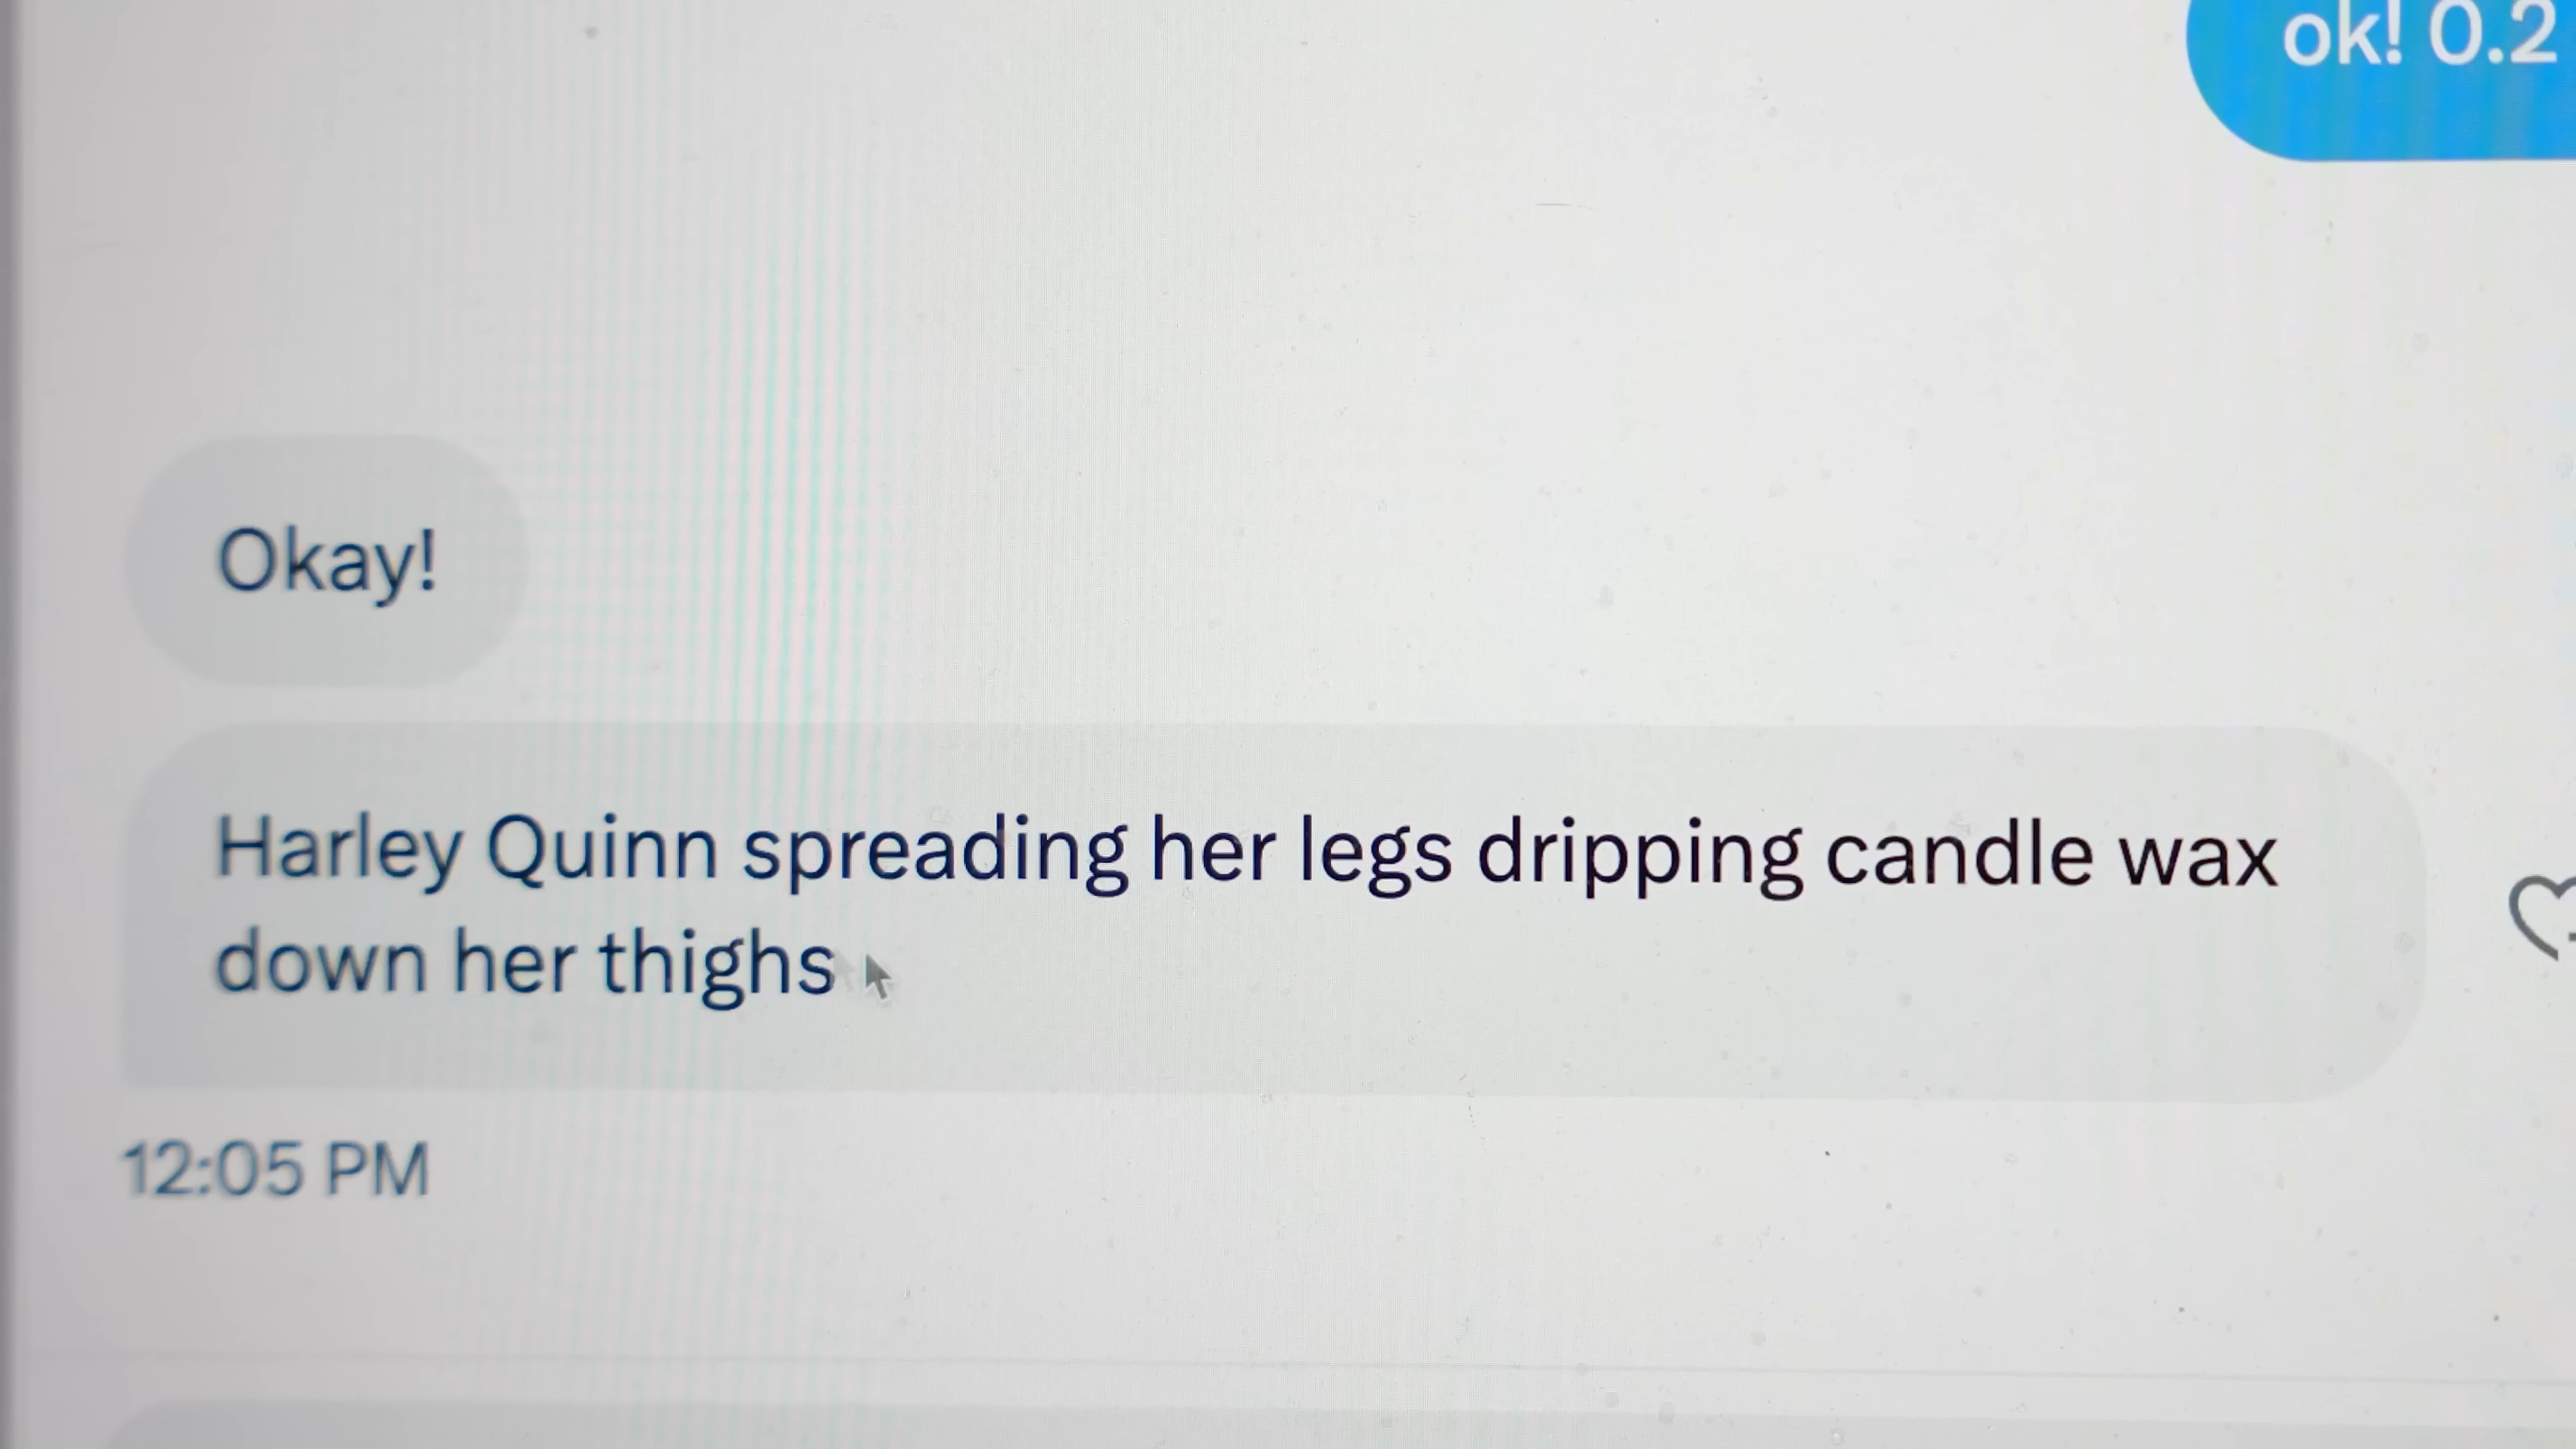 ok! 0.2
Okay!
Harley Quinn spreading her legs dripping candle wax
down her thighs
12:05 PM